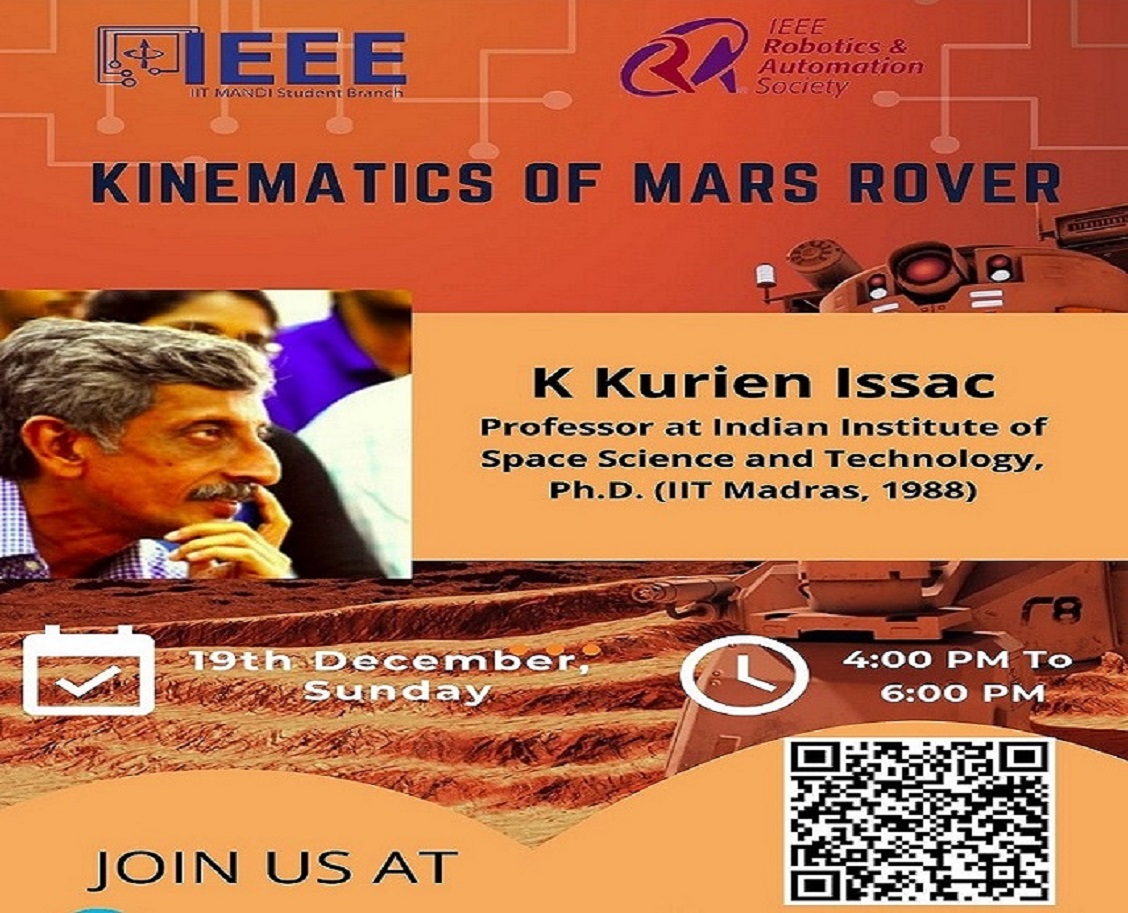 IEEE
IIT MANDI Student Branch
IEEE
Robotics &
Automation
Society
KINEMATICS OF MARS ROVER
K Kurien Issac
Professor at Indian Institute of
Space Science and Technology,
Ph.D. (IIT Madras, 1988)
r8
19th December,
Sunday
4:00 PM To
6:00 PM
JOIN US AT